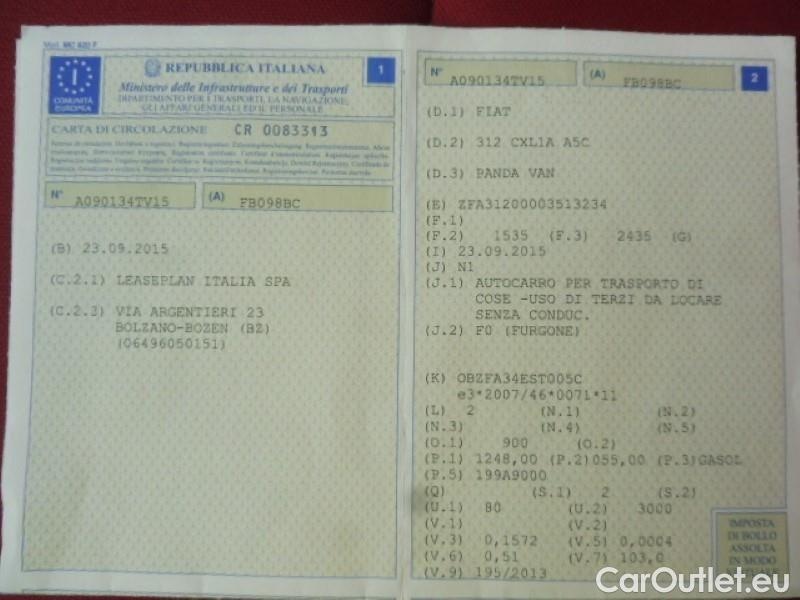 Mod. MC 820 F
I
COMUNITÀ
EUROPEA
REPUBBLICA ITALIANA
1
Ministero delle Infrastrutture e dei Trasporti
DIPARTIMENTO PER I TRASPORTI, LA NAVIGAZIONE,
GLI AFFARI GENERALI ED IL PERSONALE
CARTA DI CIRCOLAZIONE CR 0083313
N° A090134TV15 (A) FB098BC
(B) 23.09.2015
(C.2.1) LEASEPLAN ITALIA SPA
(C.2.3) VIA ARGENTIERI 23
BOLZANO-BOZEN (BZ)
(06496050151)
N° A090134TV15 (A) FB098BC 2
(D.1) FIAT
(D.2) 312 CXL1A A5C
(D.3) PANDA VAN
(E) ZFA31200003513234
(F.1)
(F.2) 1535 (F.3) 2435 (G)
(I) 23.09.2015
(J) N1
(J.1) AUTOCARRO PER TRASPORTO DI
COSE -USO DI TERZI DA LOCARE
SENZA CONDUC.
(J.2) F0 (FURGONE)
(K) OBZFA34EST005C
e3*2007/46*0071*11
(L) 2 (N.1) (N.2)
(N.3) (N.4) (N.5)
(O.1) 900 (O.2)
(P.1) 1248,00 (P.2)055,00 (P.3)GASOL
(P.5) 199A9000
(Q) (S.1) 2 (S.2)
(U.1) 80 (U.2) 3000
(V.1) (V.2)
(V.3) 0,1572 (V.5) 0,0004
(V.6) 0,51 (V.7) 103,0
(V.9) 195/2013
IMPOSTA
DI BOLLO
ASSOLTA
IN MODO
CarOutlet.eu